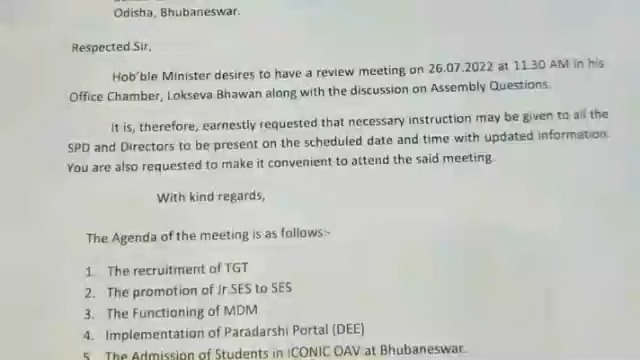 Odisha, Bhubaneswar.
Respected Sir,
Hob'ble Minister desires to have a review meeting on 26.07.2022 at 11.30 AM in his
Office Chamber, Lokseva Bhawan along with the discussion on Assembly Questions.
It is, therefore, earnestly requested that necessary instruction may be given to all the
SPD and Directors to be present on the scheduled date and time with updated information.
You are also requested to make it convenient to attend the said meeting.
With kind regards,
The Agenda of the meeting is as follows:-
1. The recruitment of TGT
2. The promotion of Jr.SES to SES
3. The Functioning of MDM
4. Implementation of Paradarshi Portal (DEE)
5. The Admission of Students in ICONIC OAV at Bhubaneswar.